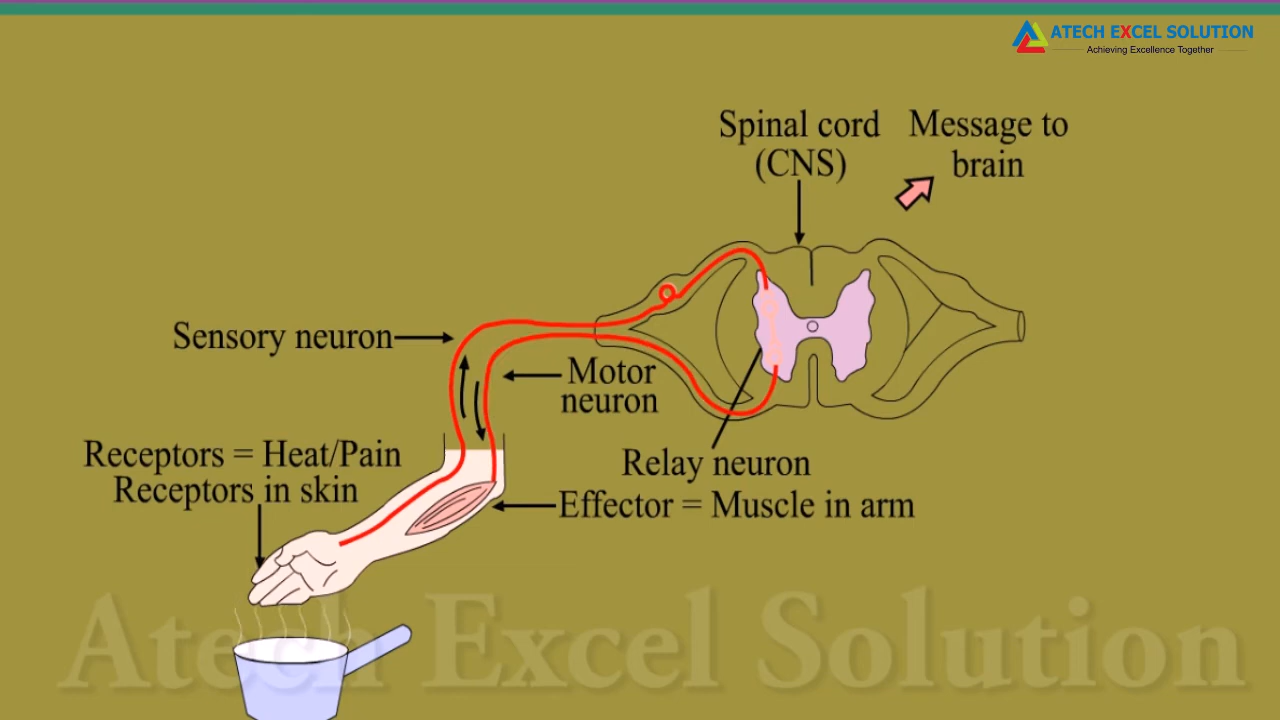 ATECH EXCEL SOLUTION
Achieving Excellence Together
Spinal cord
(CNS)
Message to
brain
Sensory neuron
Motor
neuron
Receptors = Heat/Pain
Receptors in skin
Relay neuron
Effector = Muscle in arm
Atech Excel Solution